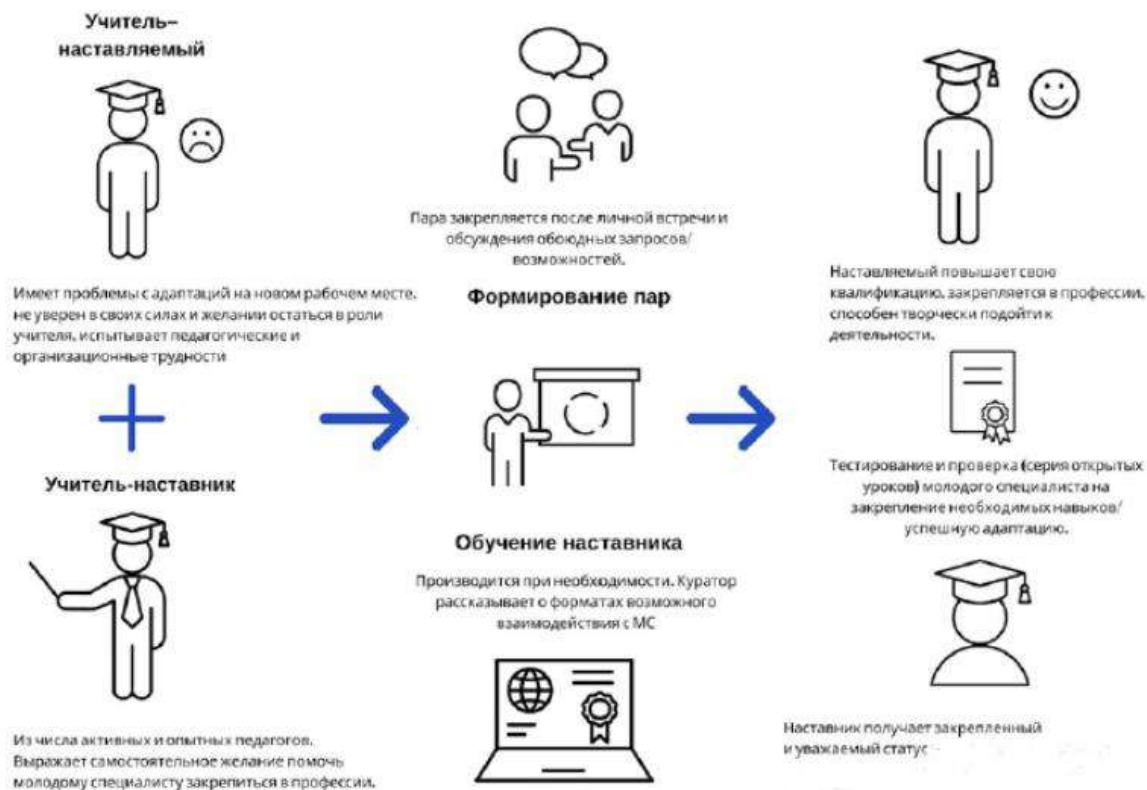 Учитель–
наставляемый
Имеет проблемы с адаптаций на новом рабочем месте,
не уверен в своих силах и желании остаться в роли
учителя, испытывает педагогические и
организационные трудности
Учитель-наставник
Из числа активных и опытных педагогов.
Выражает самостоятельное желание помочь
молодому специалисту закрепиться в профессии.
Пара закрепляется после личной встречи и
обсуждения обоюдных запросов/
возможностей.
Формирование пар
Обучение наставника
Производится при необходимости. Куратор
рассказывает о форматах возможного
взаимодействия с МС
Наставляемый повышает свою
квалификацию, закрепляется в профессии,
способен творчески подойти к
деятельности.
Тестирование и проверка (серия открытых
уроков) молодого специалиста на
закрепление необходимых навыков/
успешную адаптацию.
Наставник получает закрепленный
и уважаемый статус